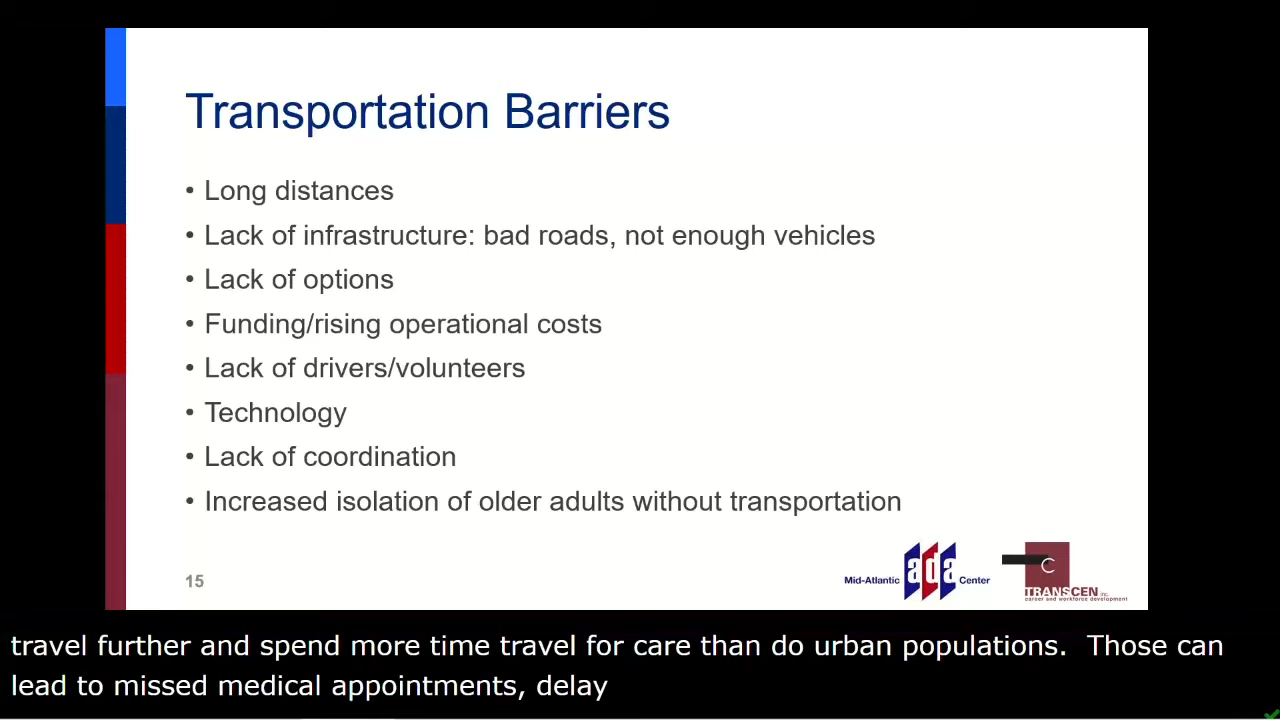 Transportation Barriers
• Long distances
• Lack of infrastructure: bad roads, not enough vehicles
• Lack of options
• Funding/rising operational costs
• Lack of drivers/volunteers
• Technology
• Lack of coordination
• Increased isolation of older adults without transportation
15
Mid-Atlantic ada Center
C
TRANSCEN inc.
career and workforce development
travel further and spend more time travel for care than do urban populations.  Those can
lead to missed medical appointments, delay